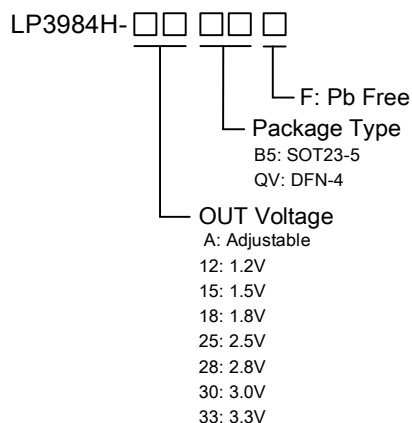 LP3984H-□□ □□ □
F: Pb Free
Package Type
B5: SOT23-5
QV: DFN-4
OUT Voltage
A: Adjustable
12: 1.2V
15: 1.5V
18: 1.8V
25: 2.5V
28: 2.8V
30: 3.0V
33: 3.3V